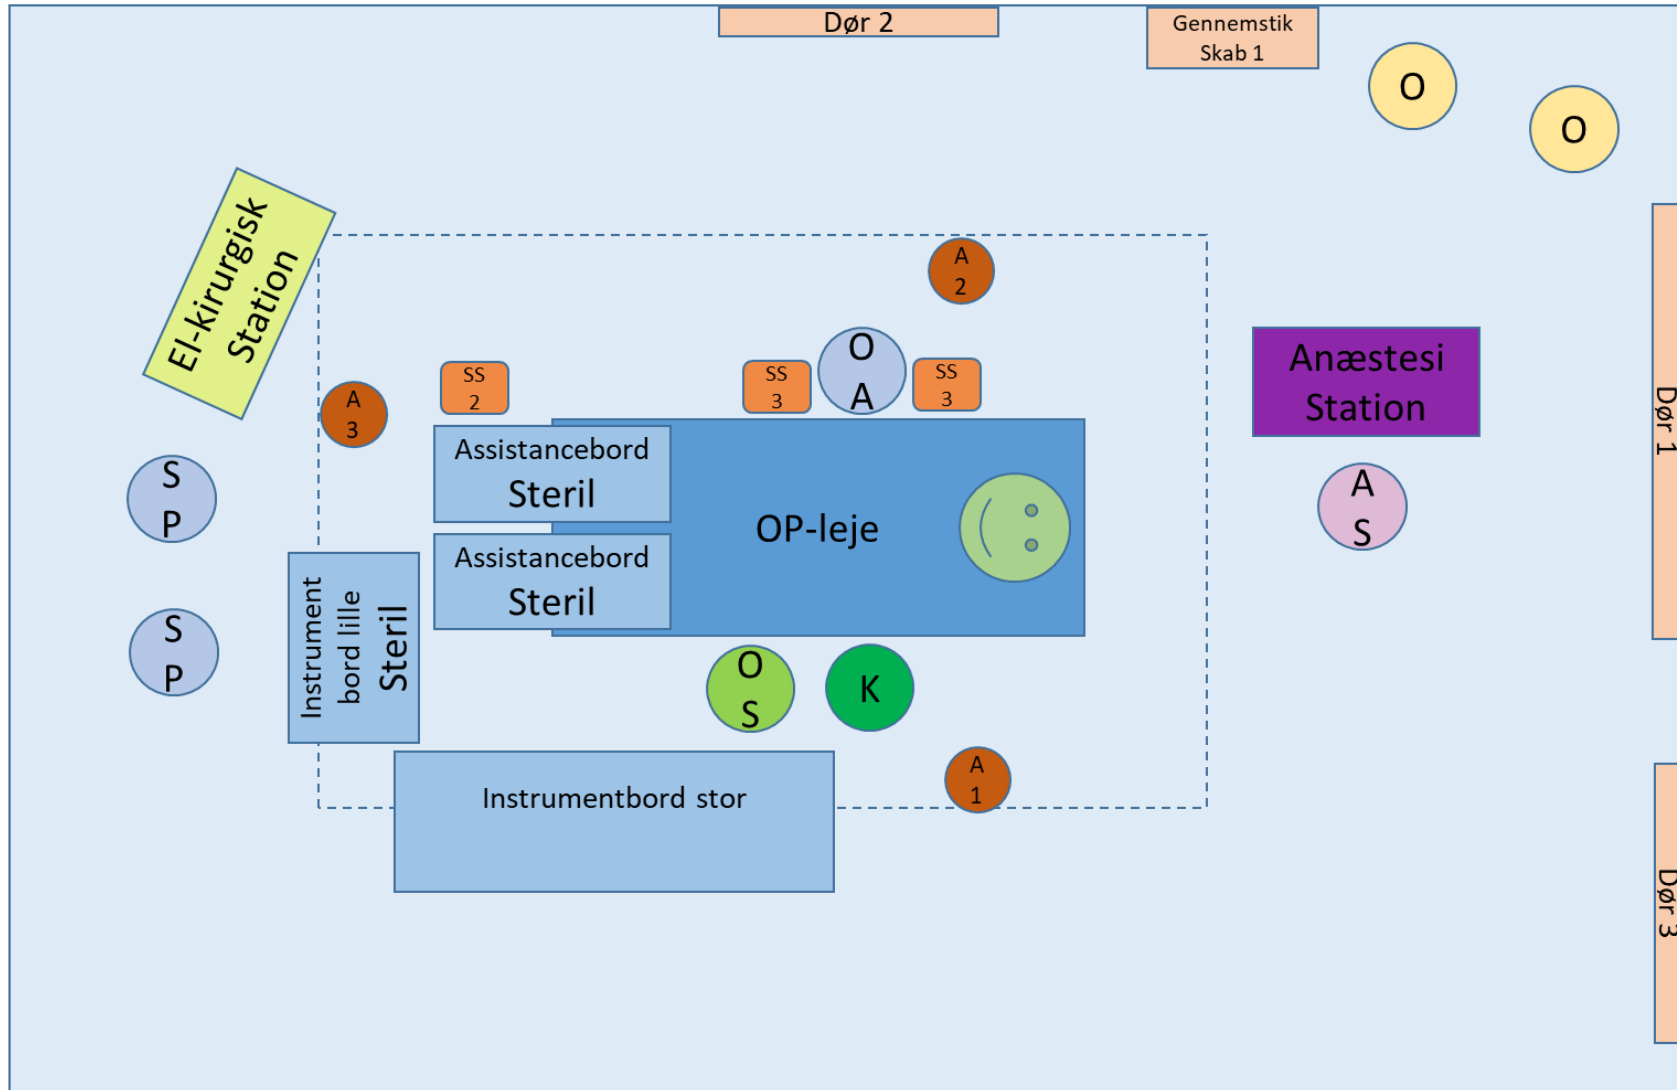 Dør 2
Gennemstik
Skab 1
O
O
El-kirurgisk
Station
A
2
O
A
SS
2
SS
3
SS
3
A
3
Anæstesi
Station
Dør 1
Assistancebord
Steril
S
P
A
S
OP-leje
Assistancebord
Steril
Instrument
bord lille
Steril
S
P
O
S
K
A
1
Instrumentbord stor
Dør 3